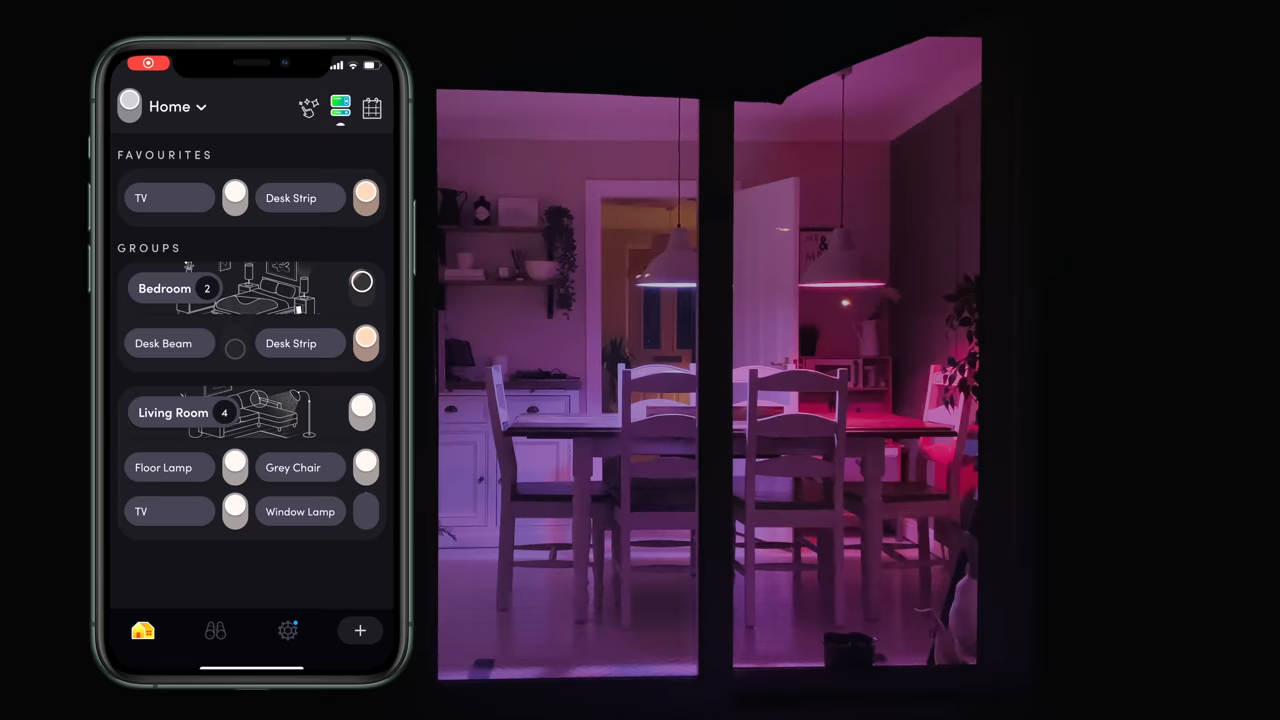 Home
FAVOURITES
TV
Desk Strip
GROUPS
Bedroom 2
Desk Beam
Desk Strip
Living Room 4
Floor Lamp
Grey Chair
TV
Window Lamp